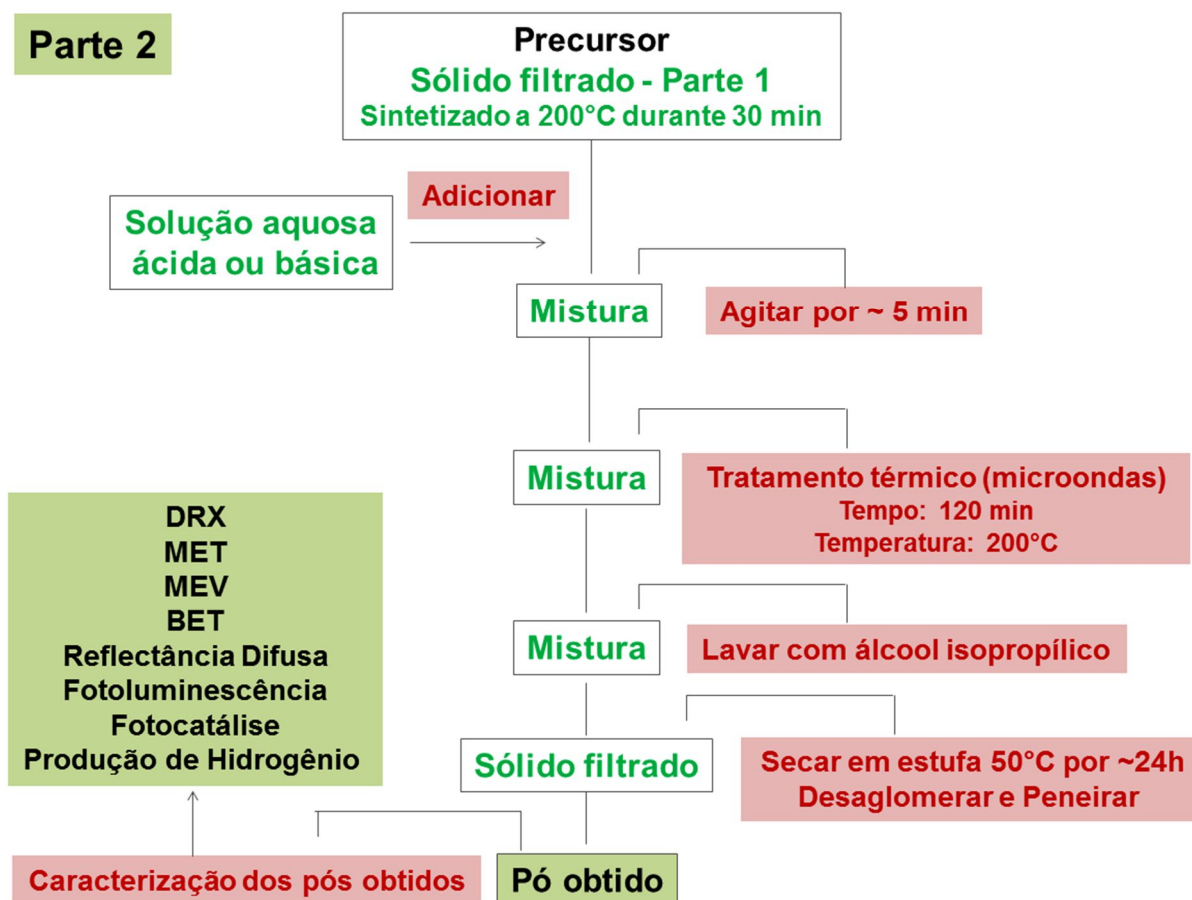 Parte 2
Precursor
Sólido filtrado - Parte 1
Sintetizado a 200°C durante 30 min
Adicionar
Solução aquosa
ácida ou básica
Mistura
Agitar por ~ 5 min
Mistura
Tratamento térmico (microondas)
Tempo: 120 min
Temperatura: 200°C
DRX
MET
MEV
BET
Reflectância Difusa
Fotoluminescência
Fotocatálise
Produção de Hidrogênio
Mistura
Lavar com álcool isopropílico
Sólido filtrado
Secar em estufa 50°C por ~24h
Desaglomerar e Peneirar
Caracterização dos pós obtidos
Pó obtido